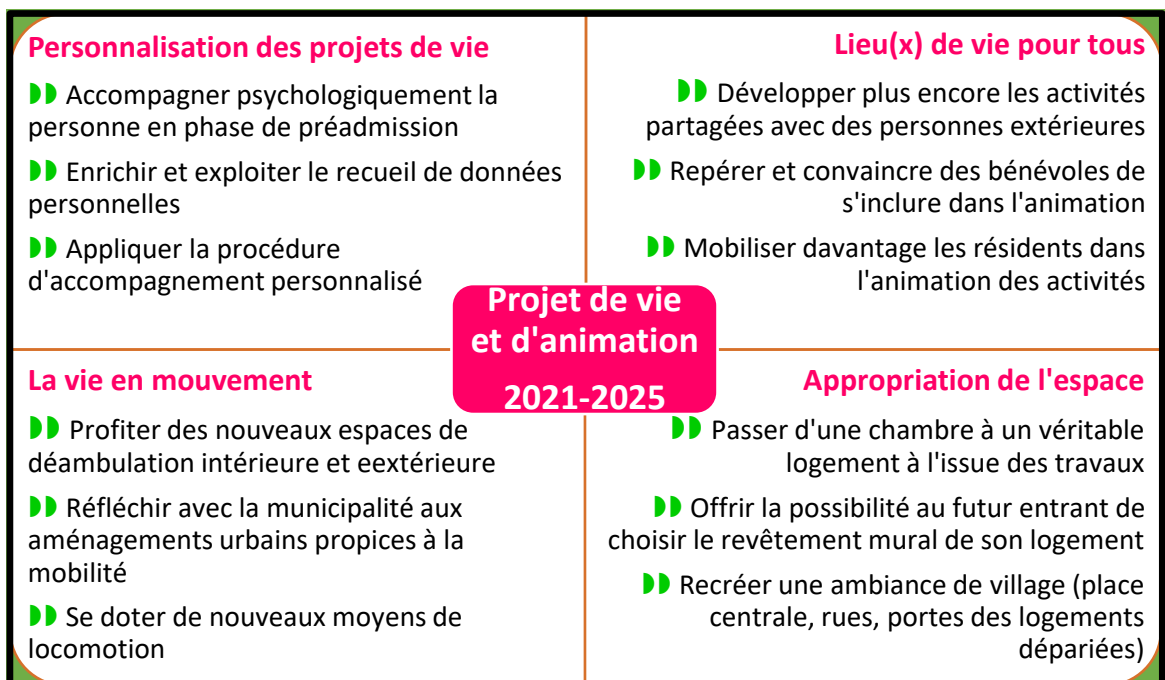 Personnalisation des projets de vie
Accompagner psychologiquement la
personne en phase de préadmission
Enrichir et exploiter le recueil de données
personnelles
Appliquer la procédure
d'accompagnement personnalisé
Lieu(x) de vie pour tous
Développer plus encore les activités
partagées avec des personnes extérieures
Repérer et convaincre des bénévoles de
s'inclure dans l'animation
Mobiliser davantage les résidents dans
l'animation des activités
Projet de vie
et d'animation
2021-2025
La vie en mouvement
Profiter des nouveaux espaces de
déambulation intérieure et eextérieure
Réfléchir avec la municipalité aux
aménagements urbains propices à la
mobilité
Se doter de nouveaux moyens de
locomotion
Appropriation de l'espace
Passer d'une chambre à un véritable
logement à l'issue des travaux
Offrir la possibilité au futur entrant de
choisir le revêtement mural de son logement
Recréer une ambiance de village (place
centrale, rues, portes des logements
dépariées)